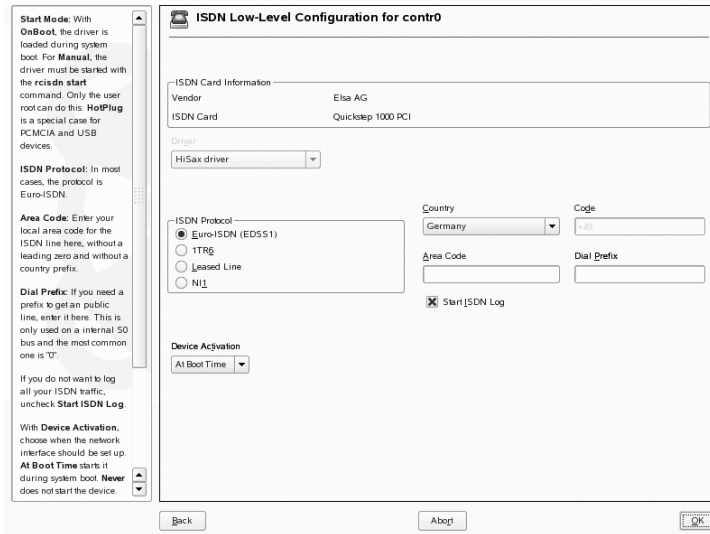 Start Mode: With
OnBoot, the driver is
loaded during system
boot. For Manual, the
driver must be started with
the rcisdn start
command. Only the user
root can do this. HotPlug
is a special case for
PCMCIA and USB
devices.
ISDN Protocol: In most
cases, the protocol is
Euro-ISDN.
Area Code: Enter your
local area code for the
ISDN line here, without a
leading zero and without a
country prefix.
Dial Prefix: If you need a
prefix to get an public
line, enter it here. This is
only used on a internal S0
bus and the most common
one is "0".
If you do not want to log
all your ISDN traffic,
uncheck Start ISDN Log.
With Device Activation,
choose when the network
interface should be set up.
At Boot Time starts it
during system boot. Never
does not start the device.
ISDN Low-Level Configuration for contr0
ISDN Card Information
Vendor Elsa AG
ISDN Card Quickstep 1000 PCI
Driver
HiSax driver
ISDN Protocol
Euro-ISDN (EDSS1)
1TR6
Leased Line
NI1
Country Code
Germany +49
Area Code Dial Prefix
Start ISDN Log
Device Activation
At Boot Time
Back Abort OK